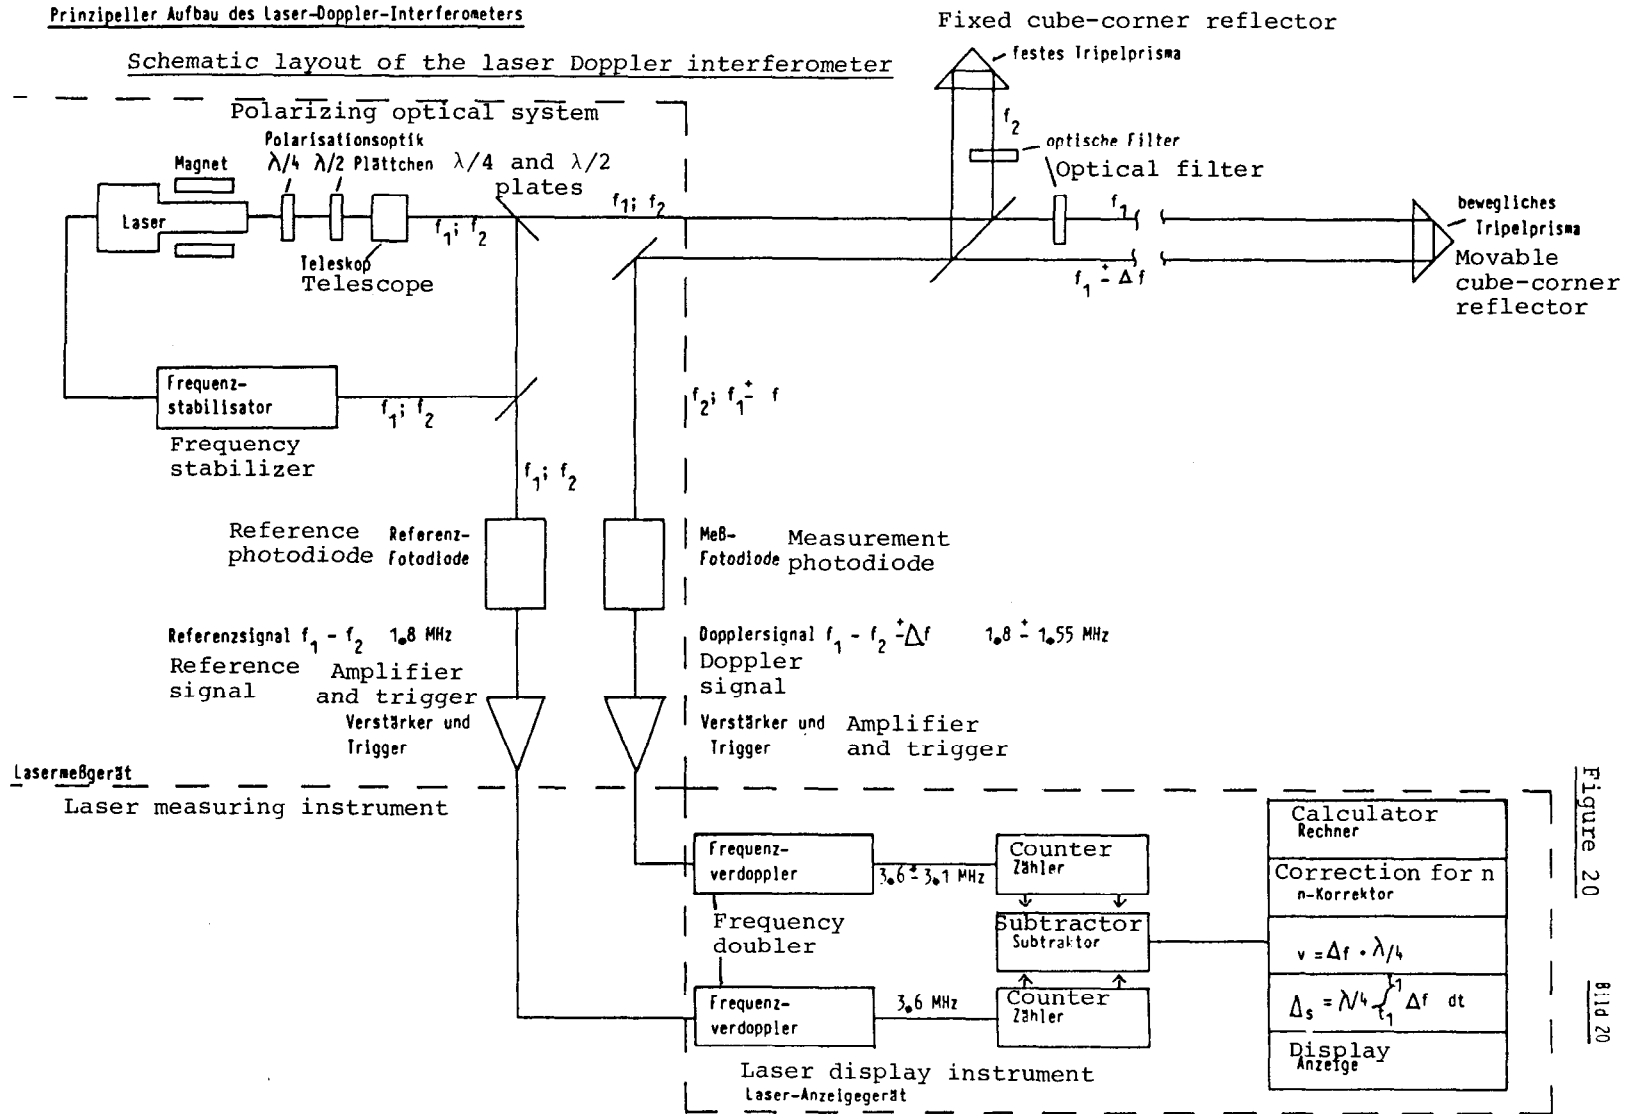 Prinzipeller Aufbau des Laser-Doppler-Interferometers
Schematic layout of the laser Doppler interferometer
Fixed cube-corner reflector
festes Tripelprisma
f2
optische Filter
Optical filter
Polarizing optical system
Polarisationsoptik
λ/4 λ/2 Plättchen
λ/4 and λ/2
plates
Magnet
Laser
f1; f2
Teleskop
Telescope
f1; f2
f1
f1 ± Δf
bewegliches
Tripelprisma
Movable
cube-corner
reflector
Frequenz-
stabilisator
Frequency
stabilizer
f1; f2
f2; f1 ± f
f1; f2
Reference
photodiode
Referenz-
Fotodiode
Meß-
Fotodiode
Measurement
photodiode
Referenzsignal f1 - f2 1.8 MHz
Reference
signal
Amplifier
and trigger
Verstärker und
Trigger
Dopplersignal f1 - f2 ± Δf 1.8 ± 1.55 MHz
Doppler
signal
Verstärker und
Trigger
Amplifier
and trigger
Lasermeßgerät
Laser measuring instrument
Frequenz-
verdoppler
3.6 ± 3.1 MHz
Counter
Zähler
Frequency
doubler
Subtractor
Subtraktor
Frequenz-
verdoppler
3.6 MHz
Counter
Zähler
Calculator
Rechner
Correction for n
n-Korrektor
v = Δf · λ/4
Δs = λ/4 ∫ Δf dt
Display
Anzeige
Laser display instrument
Laser-Anzeigegerät
Figure 20
Bild 20